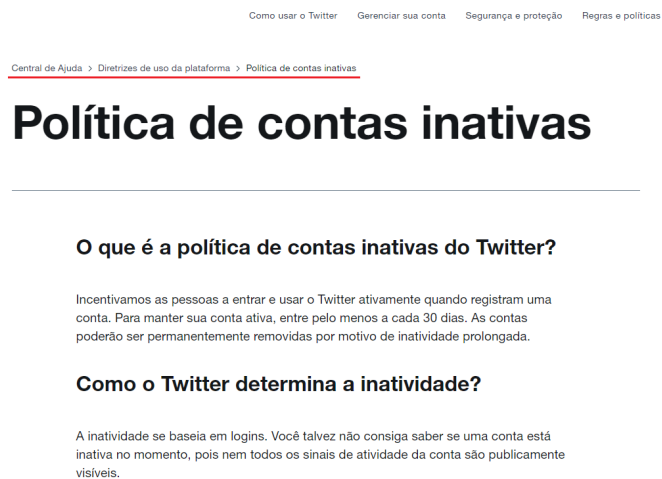 Como usar o Twitter Gerenciar sua conta Segurança e proteção Regras e políticas
Central de Ajuda > Diretrizes de uso da plataforma > Política de contas inativas
Política de contas inativas
O que é a política de contas inativas do Twitter?
Incentivamos as pessoas a entrar e usar o Twitter ativamente quando registram uma
conta. Para manter sua conta ativa, entre pelo menos a cada 30 dias. As contas
poderão ser permanentemente removidas por motivo de inatividade prolongada.
Como o Twitter determina a inatividade?
A inatividade se baseia em logins. Você talvez não consiga saber se uma conta está
inativa no momento, pois nem todos os sinais de atividade da conta são publicamente
visíveis.